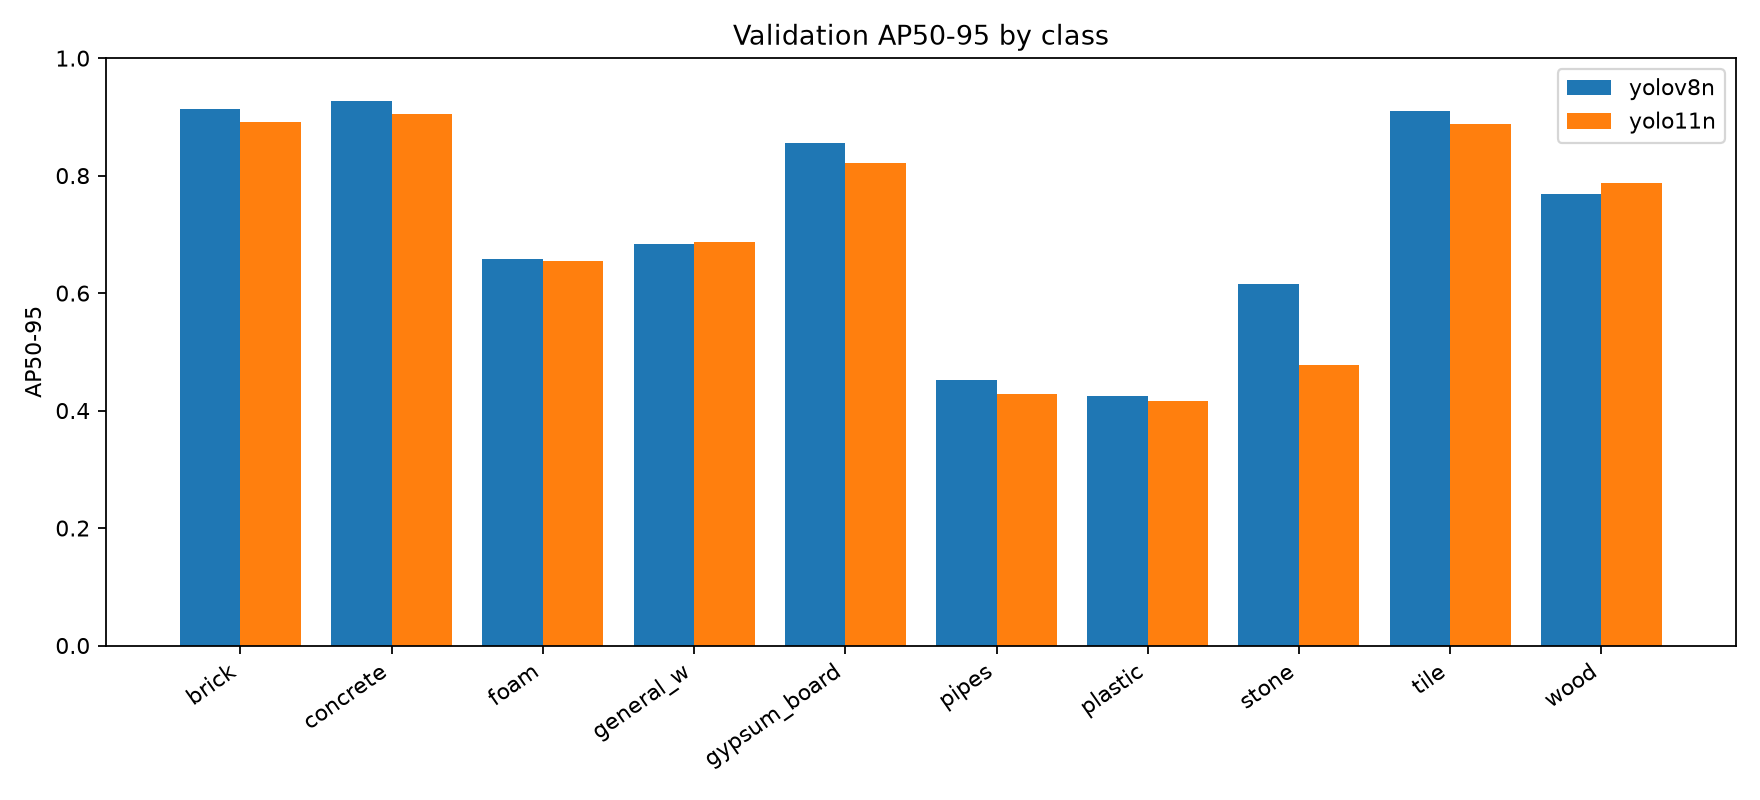 Validation AP50-95 by class
yolov8n
yolo11n
1.0
0.8
0.6
0.4
0.2
0.0
AP50-95
brick
concrete
foam
general_w
gypsum_board
pipes
plastic
stone
tile
wood